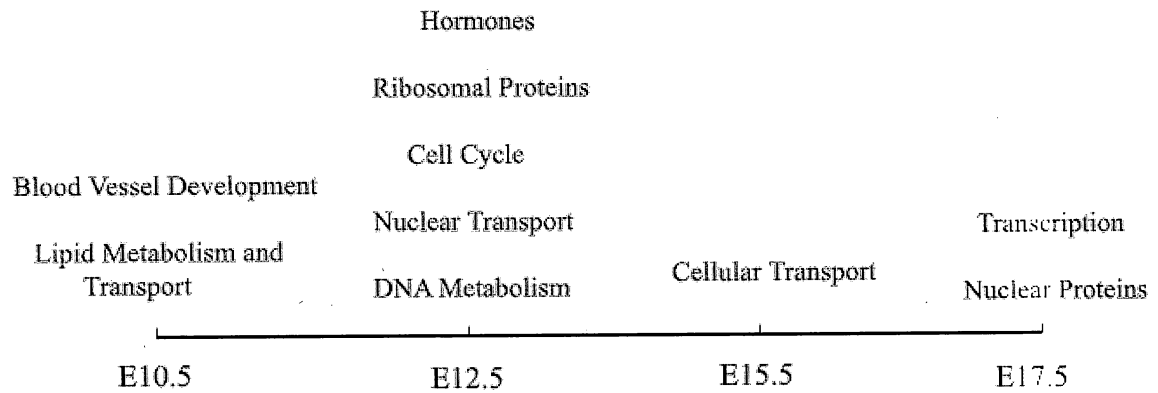 Hormones
Ribosomal Proteins
Cell Cycle
Blood Vessel Development
Nuclear Transport
Transcription
Lipid Metabolism and
Transport
DNA Metabolism
Cellular Transport
Nuclear Proteins
E10.5
E12.5
E15.5
E17.5